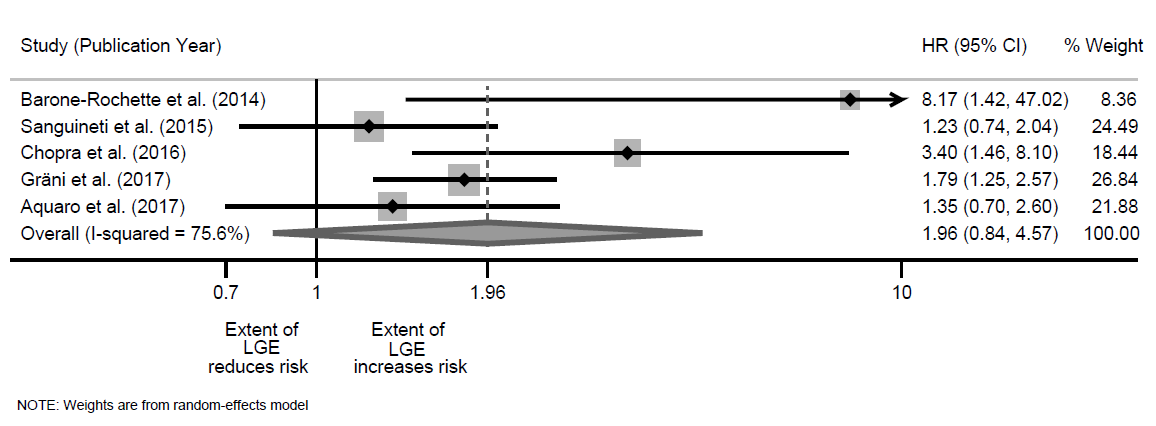 Study (Publication Year) HR (95% CI) % Weight
Barone-Rochette et al. (2014) 8.17 (1.42, 47.02) 8.36
Sanguineti et al. (2015) 1.23 (0.74, 2.04) 24.49
Chopra et al. (2016) 3.40 (1.46, 8.10) 18.44
Gräni et al. (2017) 1.79 (1.25, 2.57) 26.84
Aquaro et al. (2017) 1.35 (0.70, 2.60) 21.88
Overall (I-squared = 75.6%) 1.96 (0.84, 4.57) 100.00
0.7 1 1.96 10
Extent of
LGE
reduces risk
Extent of
LGE
increases risk
NOTE: Weights are from random-effects model